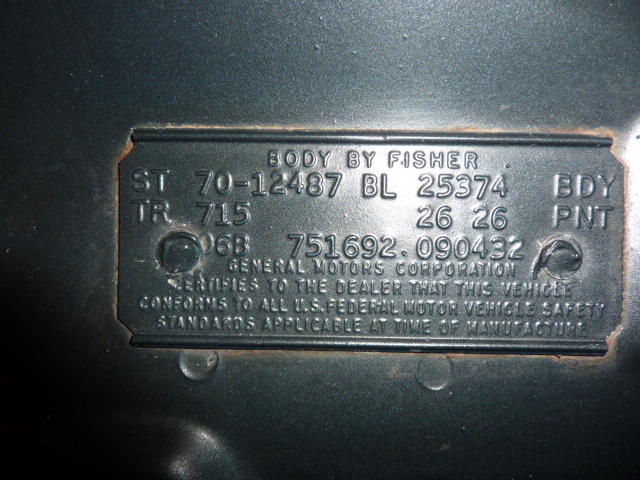 BODY BY FISHER
ST 70-12487 BL 25374 BDY
TR 715 26 26 PNT
06B 751692 090432
GENERAL MOTORS CORPORATION
CERTIFIES TO THE DEALER THAT THIS VEHICLE
CONFORMS TO ALL U.S. FEDERAL MOTOR VEHICLE SAFETY
STANDARDS APPLICABLE AT TIME OF MANUFACTURE